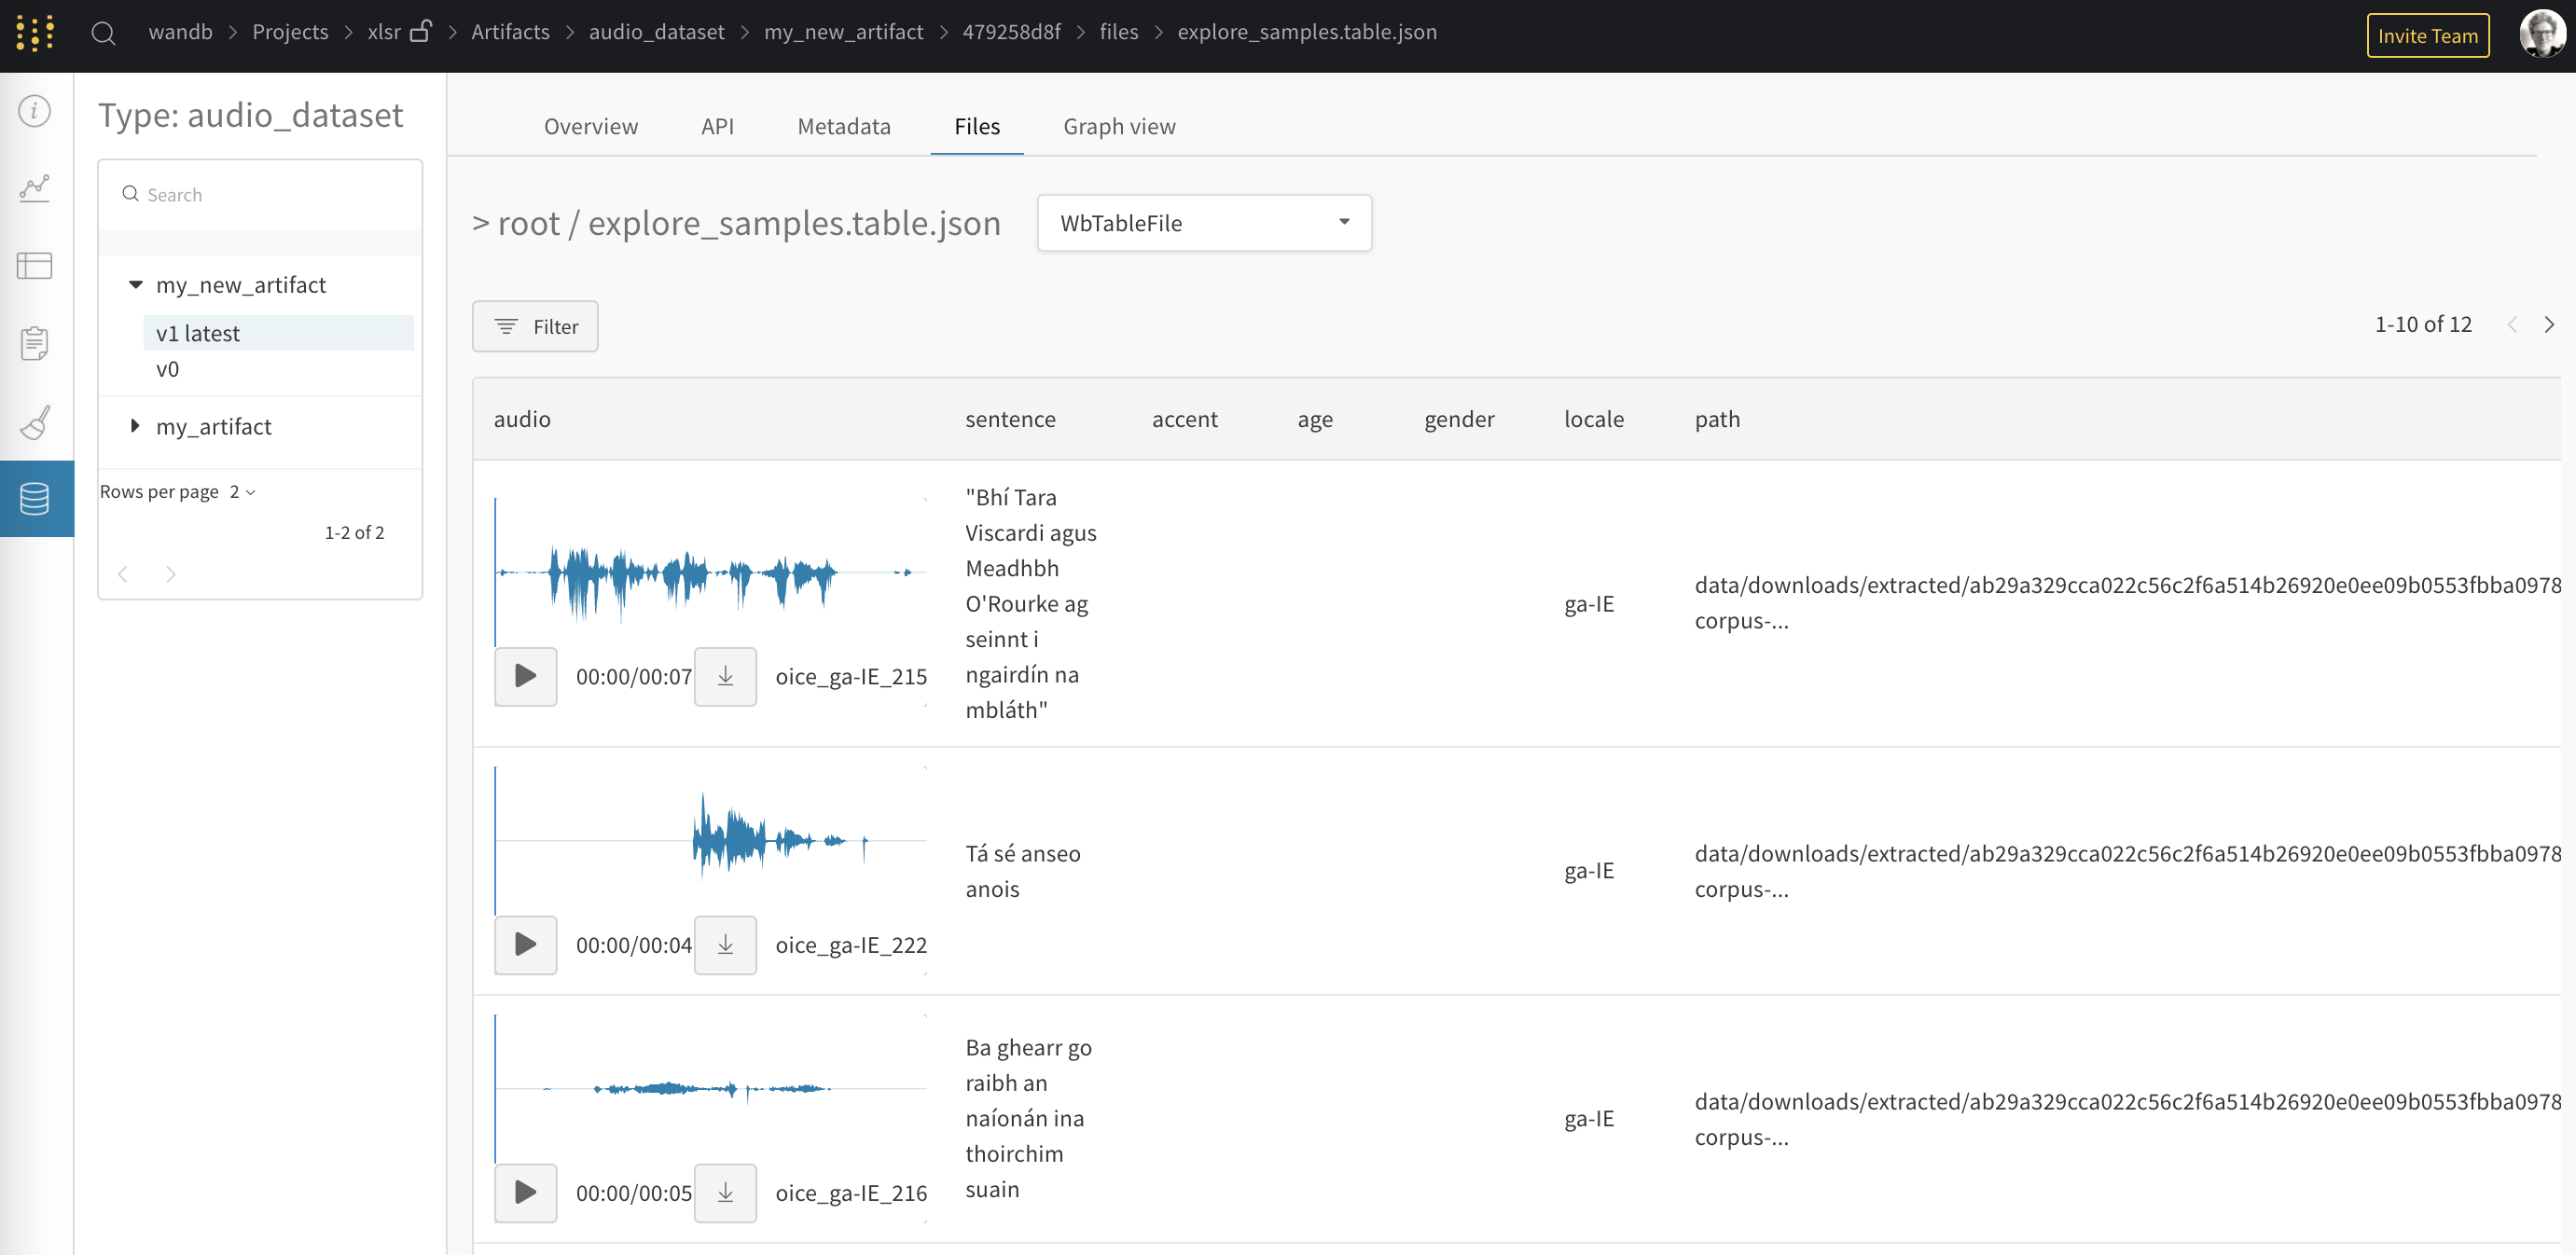 wandb > Projects > xlsr > Artifacts > audio_dataset > my_new_artifact > 479258d8f > files > explore_samples.table.json
Invite Team
Type: audio_dataset
Search
my_new_artifact
v1 latest
v0
my_artifact
Rows per page 2
1-2 of 2
Overview API Metadata Files Graph view
> root / explore_samples.table.json WbTableFile
Filter
1-10 of 12
audio sentence accent age gender locale path
"Bhí Tara
Viscardi agus
Meadhbh
O'Rourke ag
seinnt i
ngairdín na
mbláth"
00:00/00:07 oice_ga-IE_215
ga-IE
data/downloads/extracted/ab29a329cca022c56c2f6a514b26920e0ee09b0553fbba0978
corpus-...
Tá sé anseo
anois
00:00/00:04 oice_ga-IE_222
ga-IE
data/downloads/extracted/ab29a329cca022c56c2f6a514b26920e0ee09b0553fbba0978
corpus-...
Ba ghearr go
raibh an
naíonán ina
thoirchim
suain
00:00/00:05 oice_ga-IE_216
ga-IE
data/downloads/extracted/ab29a329cca022c56c2f6a514b26920e0ee09b0553fbba0978
corpus-...